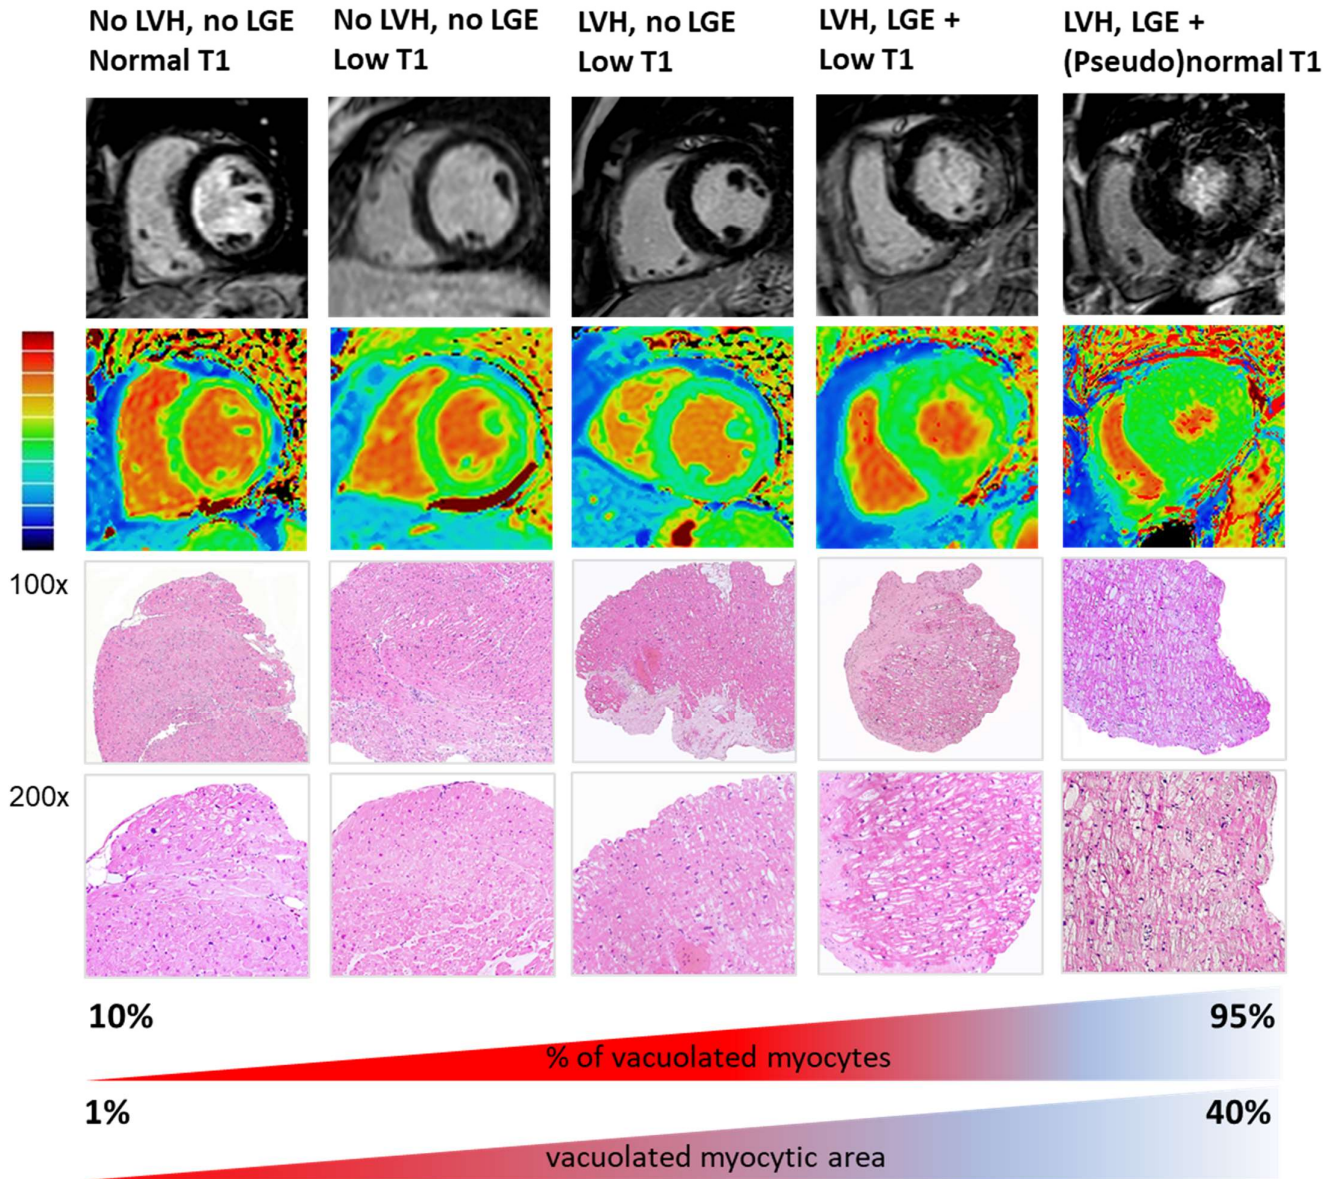 No LVH, no LGE
Normal T1
No LVH, no LGE
Low T1
LVH, no LGE
Low T1
LVH, LGE +
Low T1
LVH, LGE +
(Pseudo)normal T1
100x
200x
10%
95%
% of vacuolated myocytes
1%
40%
vacuolated myocytic area